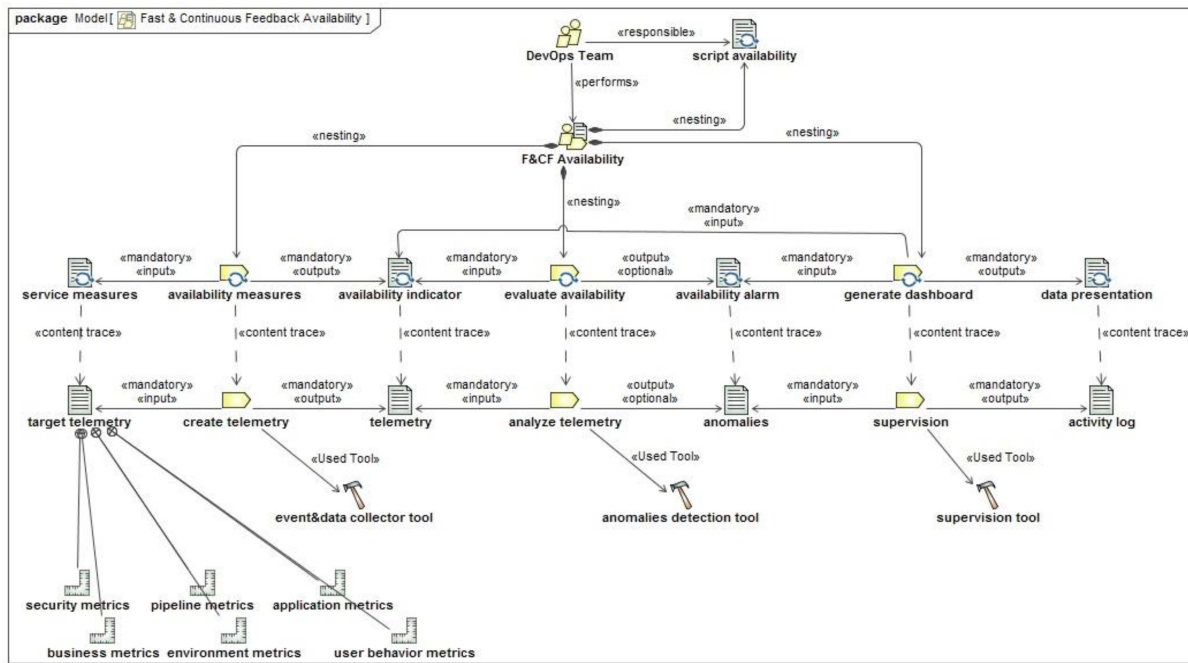 package Model[ Fast & Continuous Feedback Availability ]
«responsible»
DevOps Team
script availability
«performs»
«nesting»
«nesting»
«nesting»
F&CF Availability
«nesting»
«mandatory»
«input»
«mandatory»
«input»
«mandatory»
«output»
«mandatory»
«input»
«output»
«optional»
«mandatory»
«input»
«mandatory»
«output»
service measures
availability measures
availability indicator
evaluate availability
availability alarm
generate dashboard
data presentation
«content trace»
«content trace»
«content trace»
«content trace»
«content trace»
«content trace»
«content trace»
«mandatory»
«input»
«mandatory»
«output»
«mandatory»
«input»
«output»
«optional»
«mandatory»
«input»
«mandatory»
«output»
target telemetry
create telemetry
telemetry
analyze telemetry
anomalies
supervision
activity log
«Used Tool»
«Used Tool»
«Used Tool»
event&data collector tool
anomalies detection tool
supervision tool
security metrics
pipeline metrics
application metrics
business metrics
environment metrics
user behavior metrics